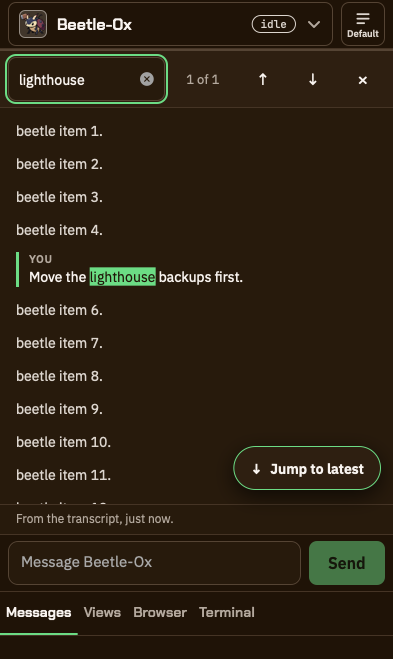 Beetle-Ox
idle
Default
lighthouse
1 of 1
beetle item 1.
beetle item 2.
beetle item 3.
beetle item 4.
YOU
Move the lighthouse backups first.
beetle item 6.
beetle item 7.
beetle item 8.
beetle item 9.
beetle item 10.
beetle item 11.
↓ Jump to latest
From the transcript, just now.
Message Beetle-Ox
Send
Messages Views Browser Terminal